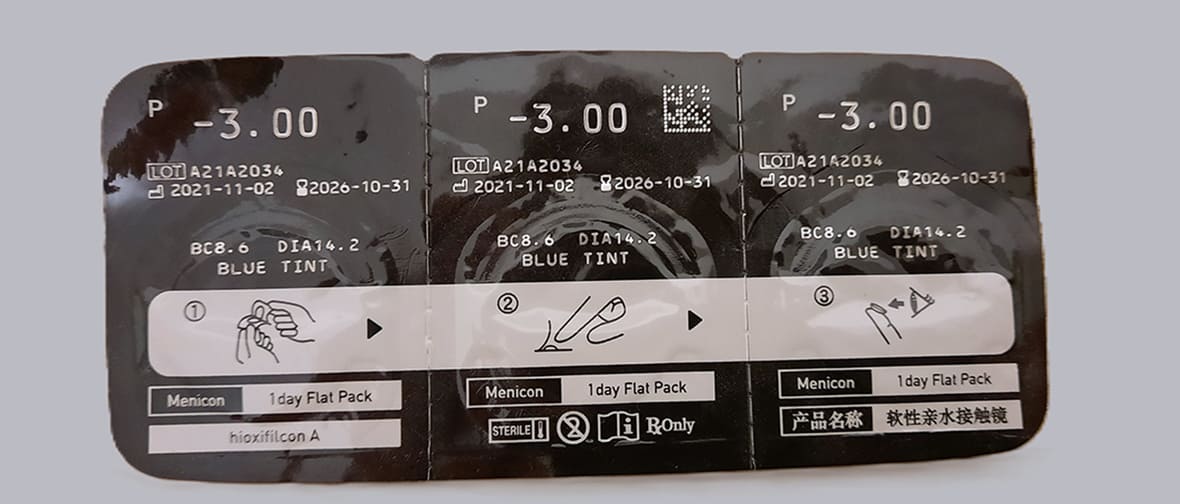 P -3.00
LOT A21A2034
2021-11-02 2026-10-31
BC8.6 DIA14.2
BLUE TINT
①
Menicon 1day Flat Pack
hioxifilcon A
P -3.00
LOT A21A2034
2021-11-02 2026-10-31
BC8.6 DIA14.2
BLUE TINT
②
Menicon 1day Flat Pack
STERILE 2 i RxOnly
P -3.00
LOT A21A2034
2021-11-02 2026-10-31
BC8.6 DIA14.2
BLUE TINT
③
Menicon 1day Flat Pack
产品名称 软性亲水接触镜